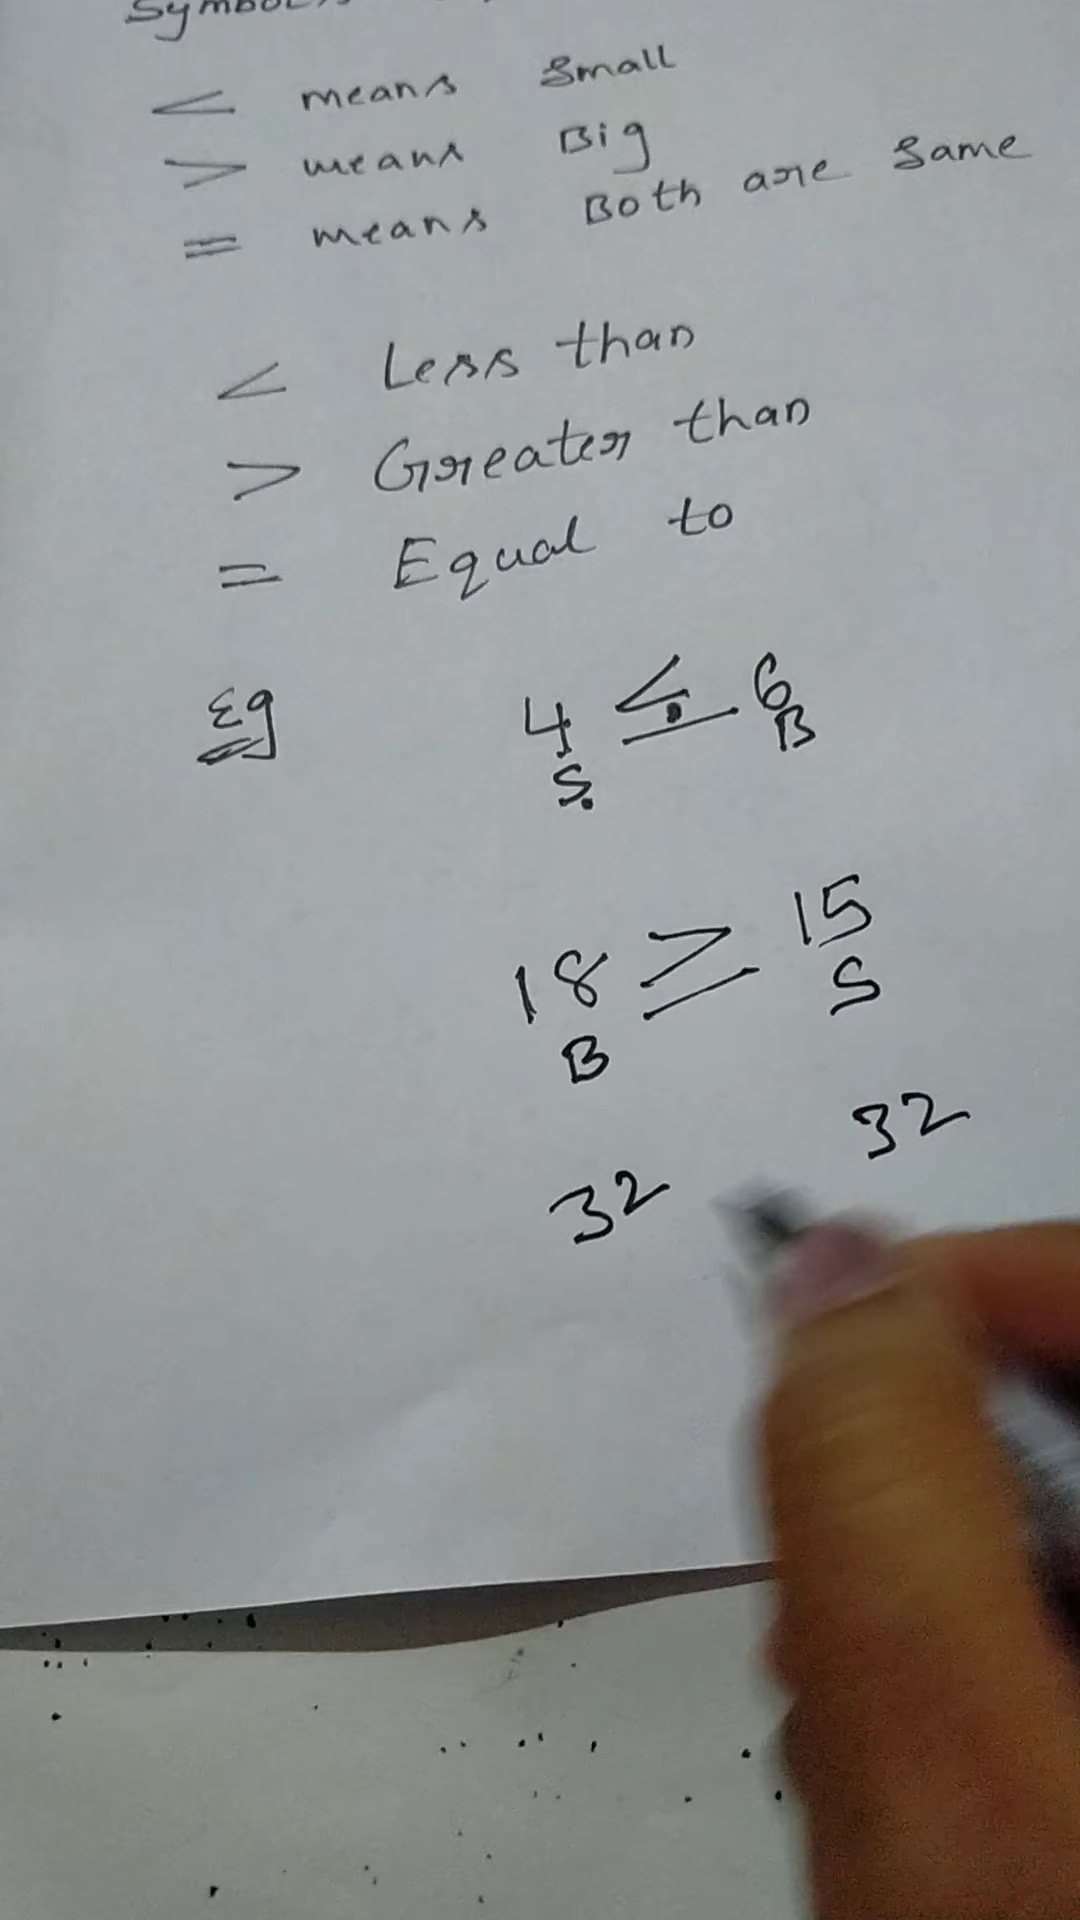 Symbols
< means Small
> means Big
= means Both are same
< Less than
> Greater than
= Equal to
Eg 4 < 6
S. B
18 > 15
B S
32 32